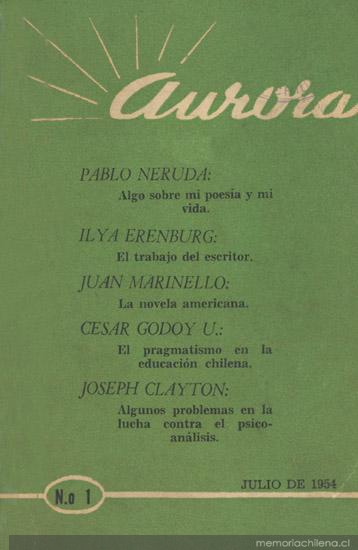 Aurora
PABLO NERUDA:
Algo sobre mi poesía y mi
vida.
ILYA ERENBURG:
El trabajo del escritor.
JUAN MARINELLO:
La novela americana.
CESAR GODOY U.:
El pragmatismo en la
educación chilena.
JOSEPH CLAYTON:
Algunos problemas en la
lucha contra el psico-
análisis.
N.o 1
JULIO DE 1954
memoriachilena.cl